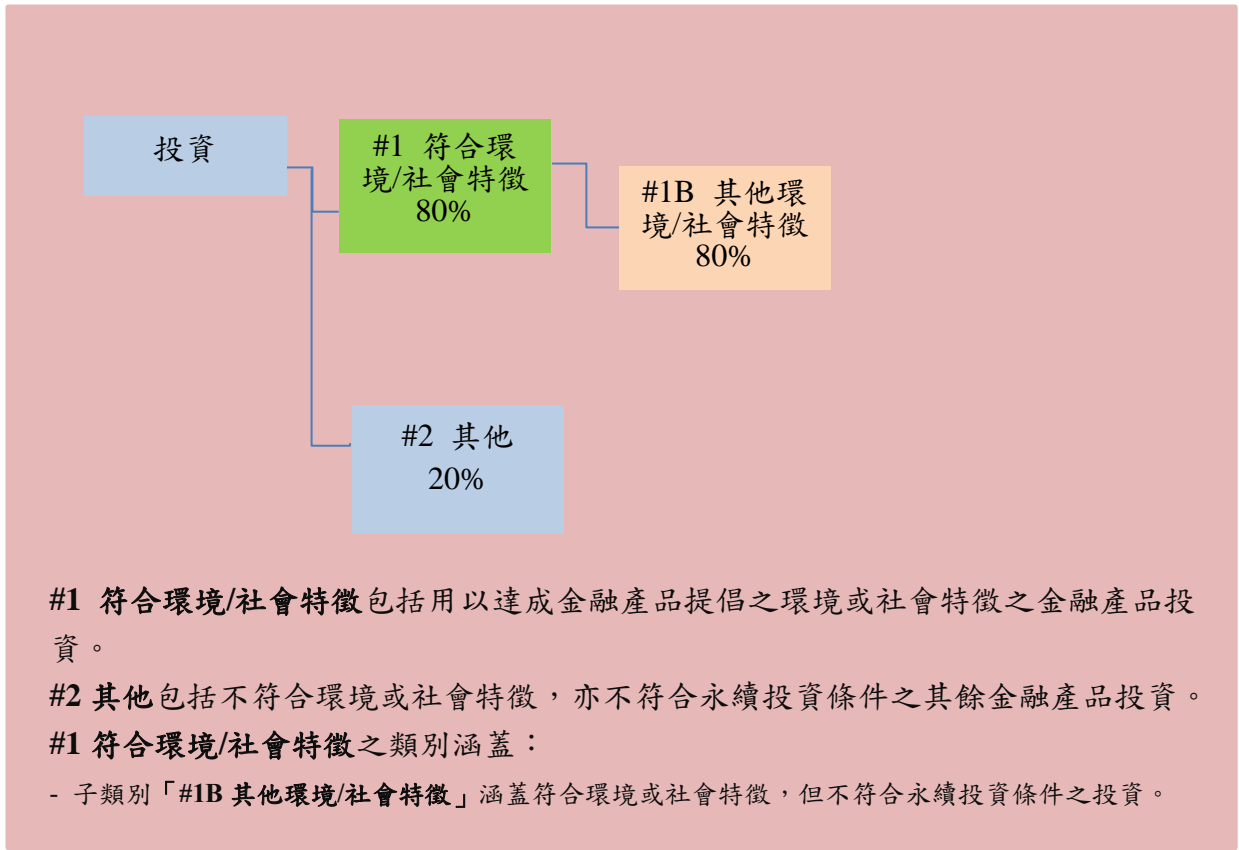 投資
#1 符合環
境/社會特徵
80%
#1B 其他環
境/社會特徵
80%
#2 其他
20%
#1 符合環境/社會特徵包括用以達成金融產品提倡之環境或社會特徵之金融產品投
資。
#2 其他包括不符合環境或社會特徵，亦不符合永續投資條件之其餘金融產品投資。
#1 符合環境/社會特徵之類別涵蓋：
- 子類別「#1B 其他環境/社會特徵」涵蓋符合環境或社會特徵，但不符合永續投資條件之投資。